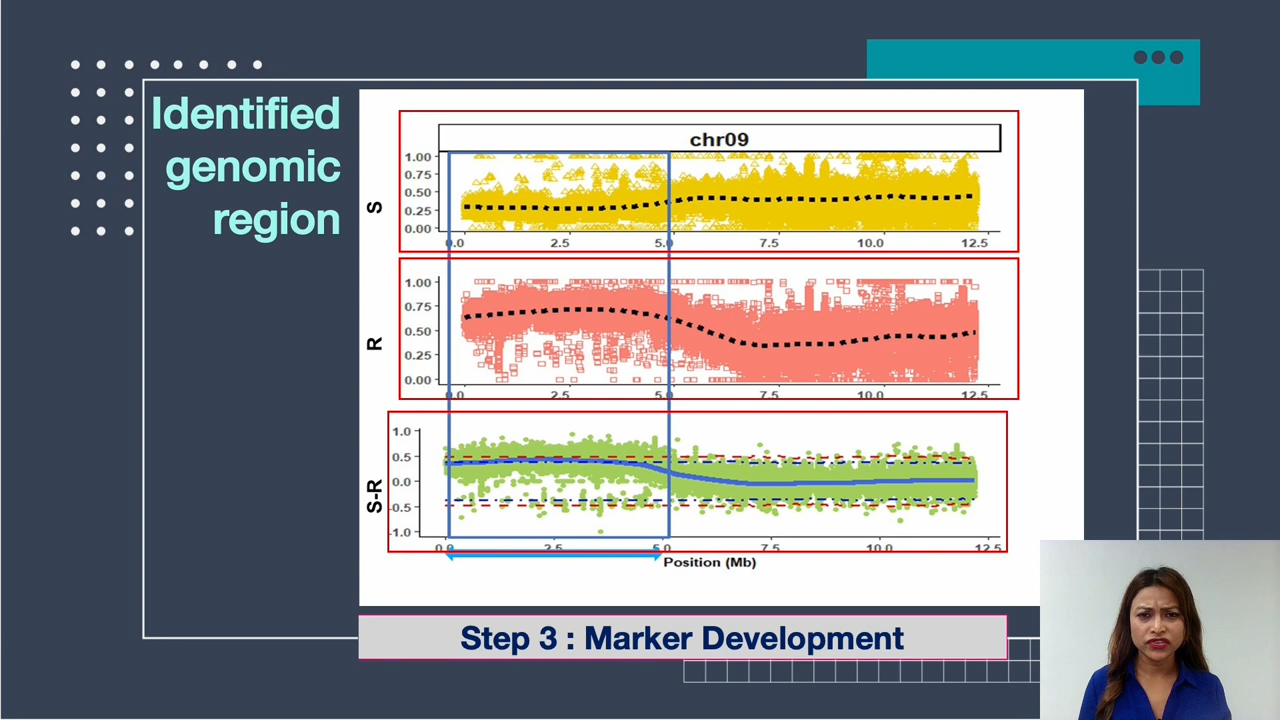 Identified
genomic
region
chr09
S
1.00
0.75
0.50
0.25
0.00
0.0 2.5 5.0 7.5 10.0 12.5
R
1.00
0.75
0.50
0.25
0.00
0.0 2.5 5.0 7.5 10.0 12.5
S-R
1.0
0.5
0.0
-0.5
-1.0
0.0 2.5 5.0 7.5 10.0 12.5
Position (Mb)
Step 3 : Marker Development